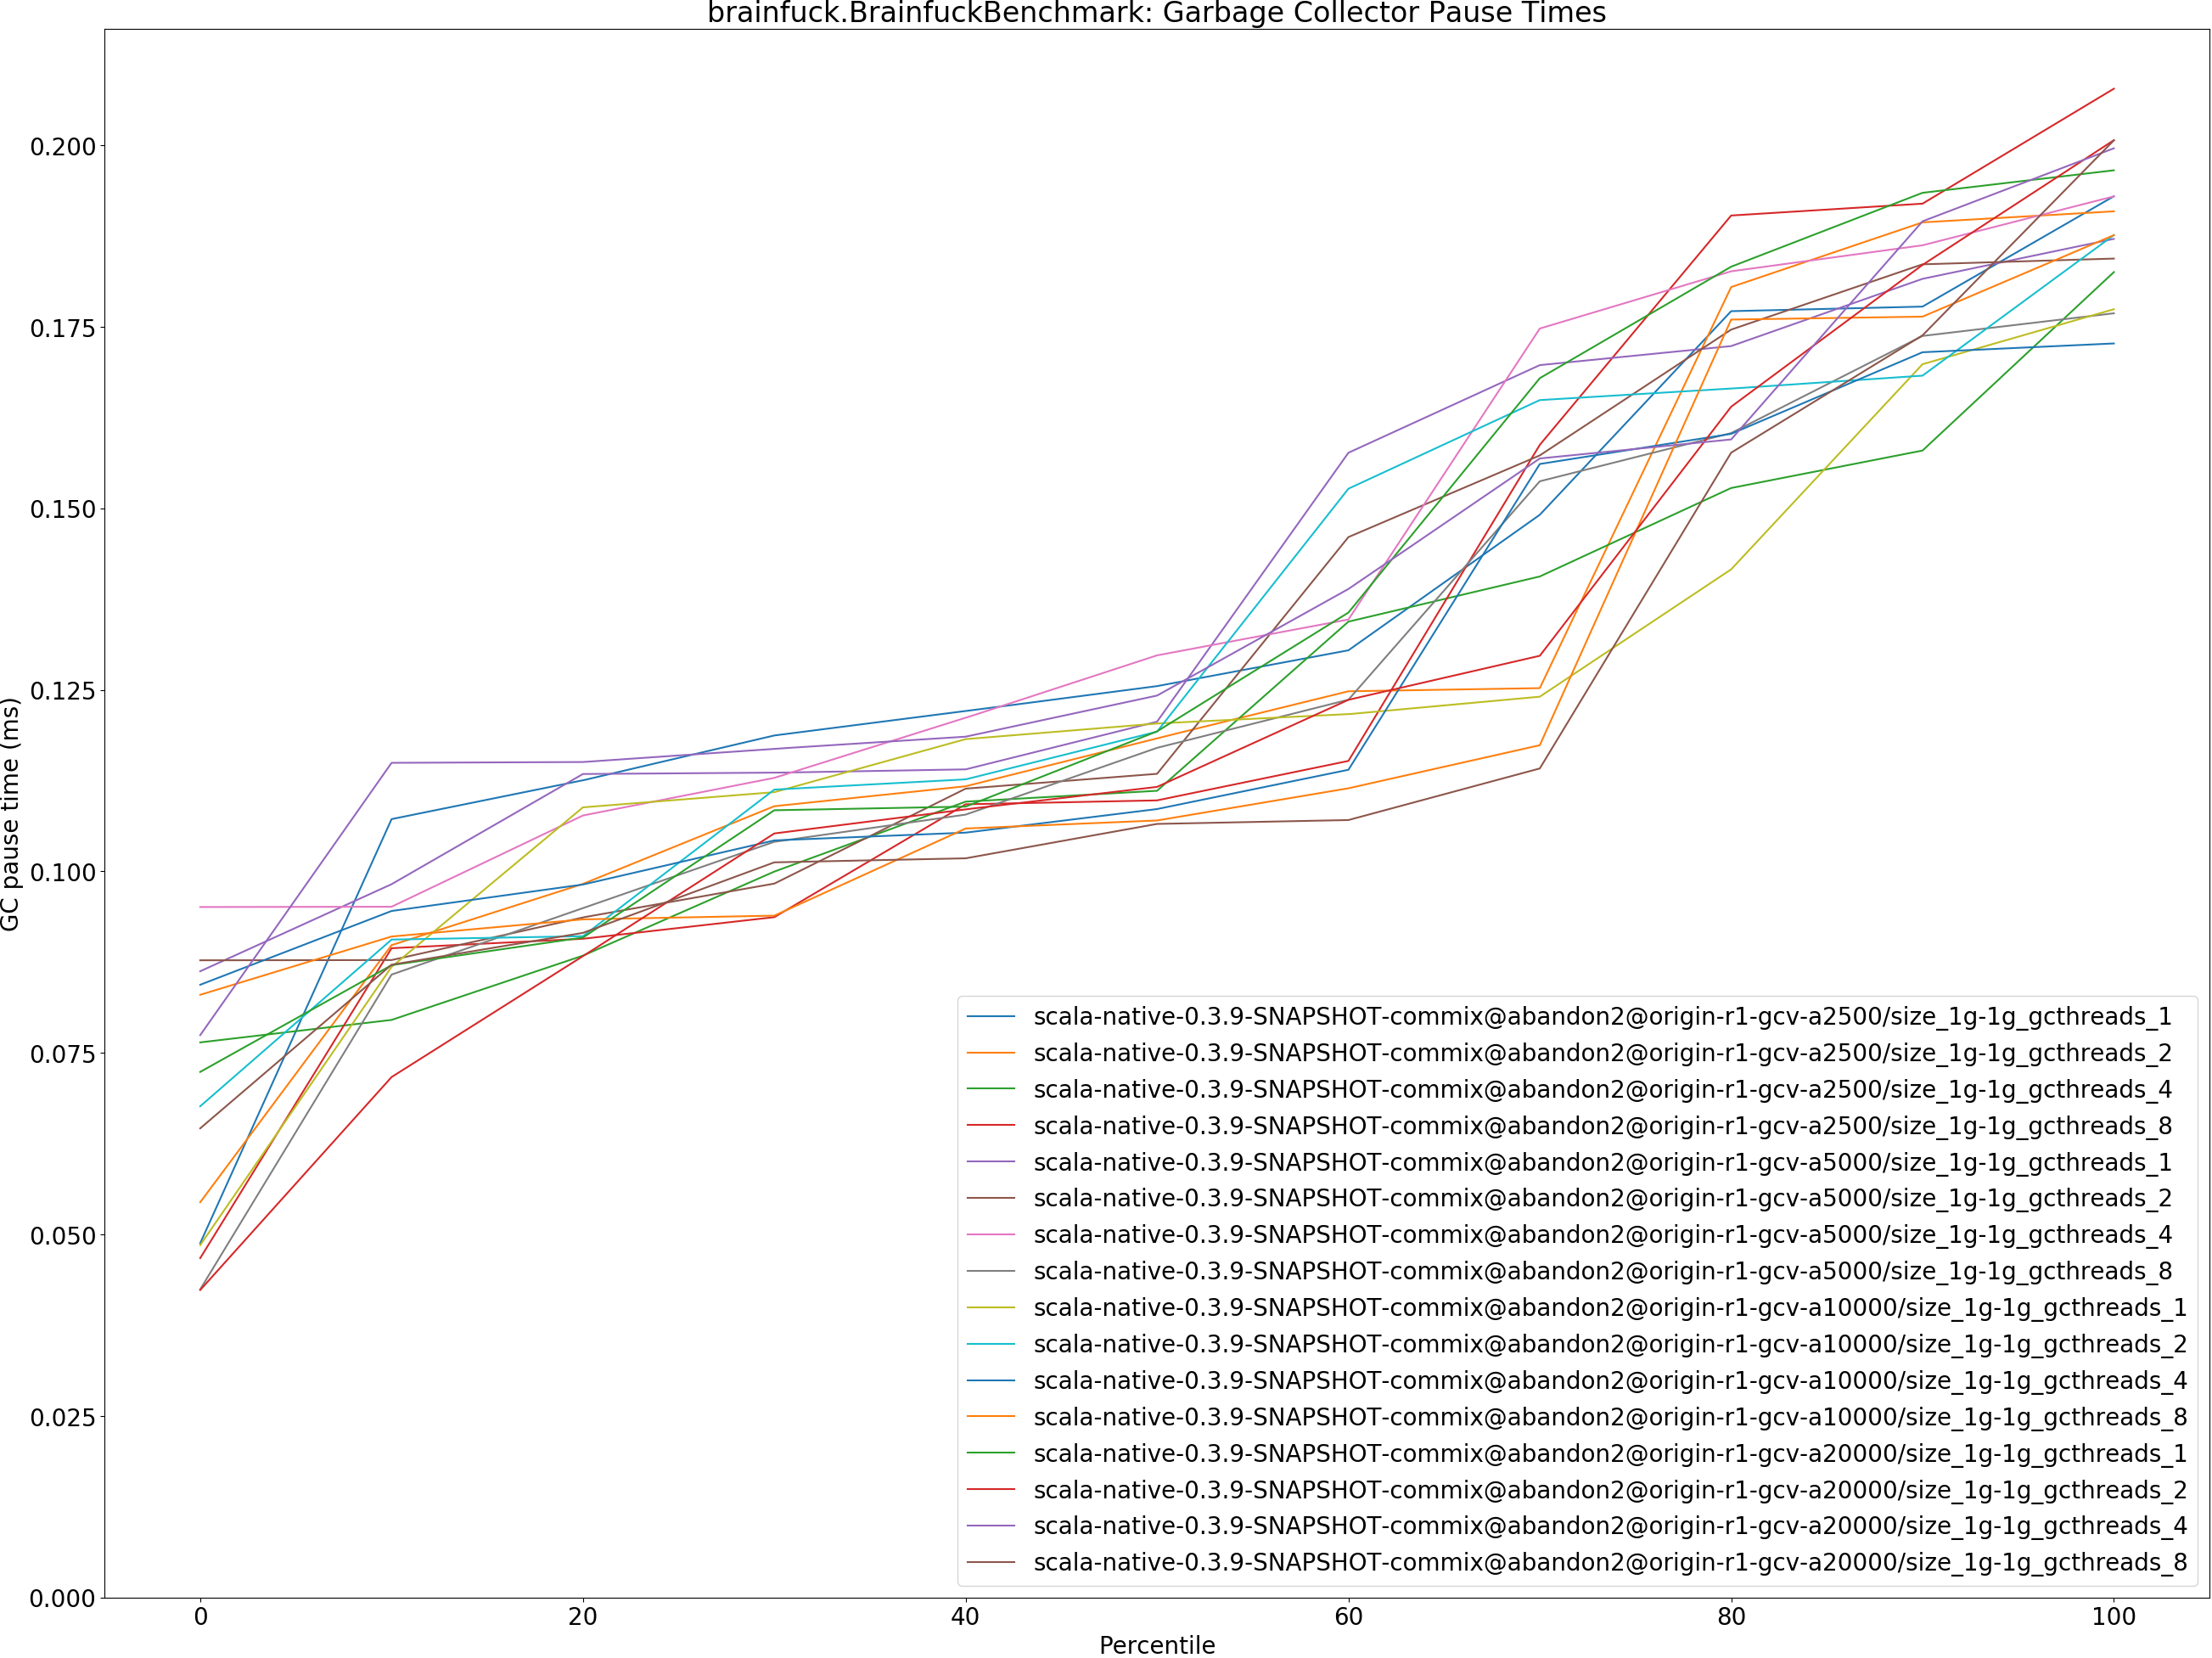 brainfuck.BrainfuckBenchmark: Garbage Collector Pause Times
GC pause time (ms)
0.200
0.175
0.150
0.125
0.100
0.075
0.050
0.025
0.000
scala-native-0.3.9-SNAPSHOT-commix@abandon2@origin-r1-gcv-a2500/size_1g-1g_gcthreads_1
scala-native-0.3.9-SNAPSHOT-commix@abandon2@origin-r1-gcv-a2500/size_1g-1g_gcthreads_2
scala-native-0.3.9-SNAPSHOT-commix@abandon2@origin-r1-gcv-a2500/size_1g-1g_gcthreads_4
scala-native-0.3.9-SNAPSHOT-commix@abandon2@origin-r1-gcv-a2500/size_1g-1g_gcthreads_8
scala-native-0.3.9-SNAPSHOT-commix@abandon2@origin-r1-gcv-a5000/size_1g-1g_gcthreads_1
scala-native-0.3.9-SNAPSHOT-commix@abandon2@origin-r1-gcv-a5000/size_1g-1g_gcthreads_2
scala-native-0.3.9-SNAPSHOT-commix@abandon2@origin-r1-gcv-a5000/size_1g-1g_gcthreads_4
scala-native-0.3.9-SNAPSHOT-commix@abandon2@origin-r1-gcv-a5000/size_1g-1g_gcthreads_8
scala-native-0.3.9-SNAPSHOT-commix@abandon2@origin-r1-gcv-a10000/size_1g-1g_gcthreads_1
scala-native-0.3.9-SNAPSHOT-commix@abandon2@origin-r1-gcv-a10000/size_1g-1g_gcthreads_2
scala-native-0.3.9-SNAPSHOT-commix@abandon2@origin-r1-gcv-a10000/size_1g-1g_gcthreads_4
scala-native-0.3.9-SNAPSHOT-commix@abandon2@origin-r1-gcv-a10000/size_1g-1g_gcthreads_8
scala-native-0.3.9-SNAPSHOT-commix@abandon2@origin-r1-gcv-a20000/size_1g-1g_gcthreads_1
scala-native-0.3.9-SNAPSHOT-commix@abandon2@origin-r1-gcv-a20000/size_1g-1g_gcthreads_2
scala-native-0.3.9-SNAPSHOT-commix@abandon2@origin-r1-gcv-a20000/size_1g-1g_gcthreads_4
scala-native-0.3.9-SNAPSHOT-commix@abandon2@origin-r1-gcv-a20000/size_1g-1g_gcthreads_8
0 20 40 60 80 100
Percentile